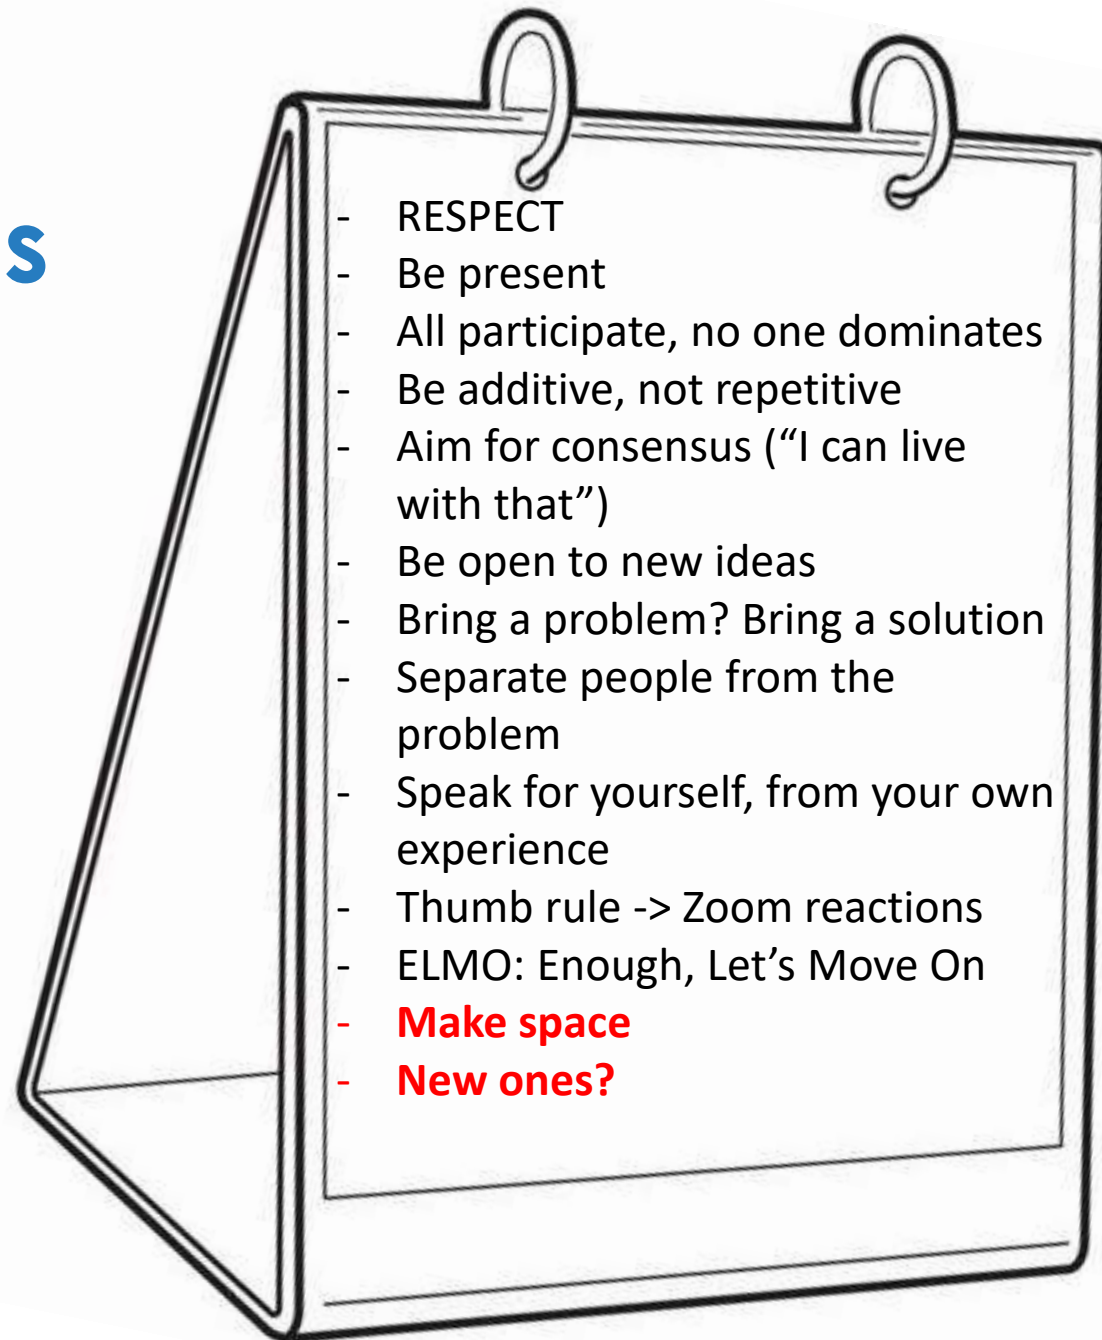 s
- RESPECT
- Be present
- All participate, no one dominates
- Be additive, not repetitive
- Aim for consensus (“I can live
with that”)
- Be open to new ideas
- Bring a problem? Bring a solution
- Separate people from the
problem
- Speak for yourself, from your own
experience
- Thumb rule -> Zoom reactions
- ELMO: Enough, Let’s Move On
- Make space
- New ones?